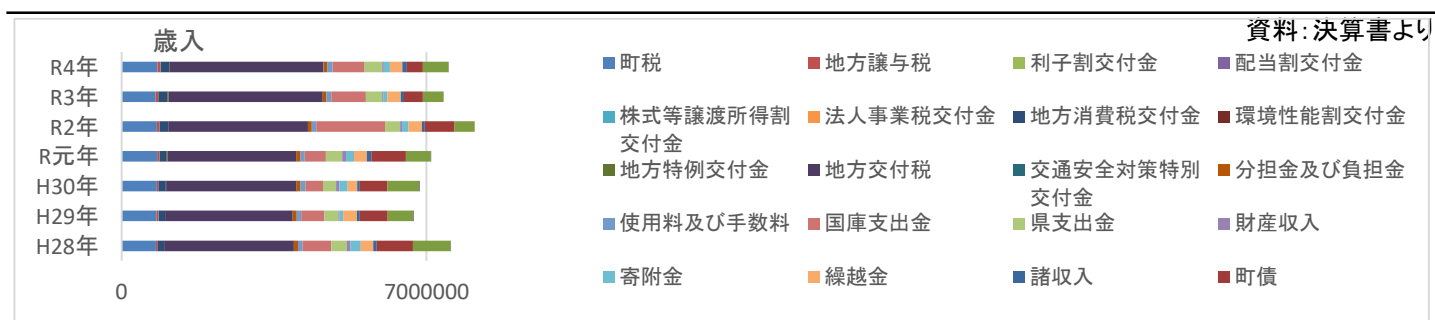 資料：決算書より
歳入
R4年
R3年
R2年
R元年
H30年
H29年
H28年
0
7000000
町税
地方譲与税
利子割交付金
配当割交付金
株式等譲渡所得割
交付金
法人事業税交付金
地方消費税交付金
環境性能割交付金
地方特例交付金
地方交付税
交通安全対策特別
交付金
分担金及び負担金
使用料及び手数料
国庫支出金
県支出金
財産収入
寄附金
繰越金
諸収入
町債